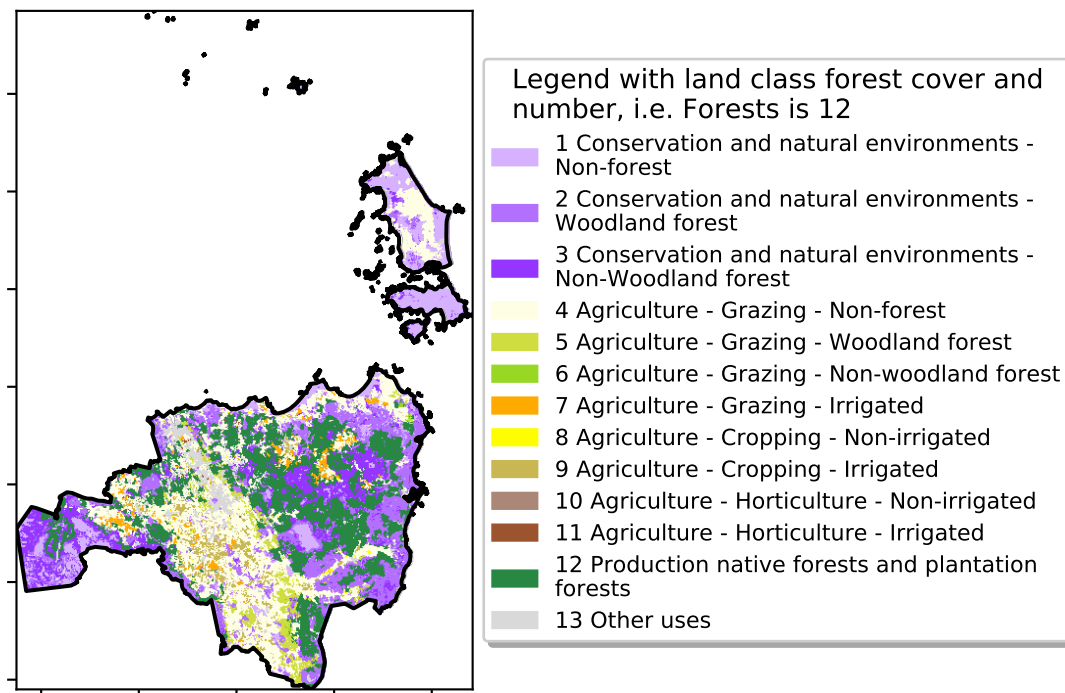 Legend with land class forest cover and
number, i.e. Forests is 12
1 Conservation and natural environments -
Non-forest
2 Conservation and natural environments -
Woodland forest
3 Conservation and natural environments -
Non-Woodland forest
4 Agriculture - Grazing - Non-forest
5 Agriculture - Grazing - Woodland forest
6 Agriculture - Grazing - Non-woodland forest
7 Agriculture - Grazing - Irrigated
8 Agriculture - Cropping - Non-irrigated
9 Agriculture - Cropping - Irrigated
10 Agriculture - Horticulture - Non-irrigated
11 Agriculture - Horticulture - Irrigated
12 Production native forests and plantation
forests
13 Other uses